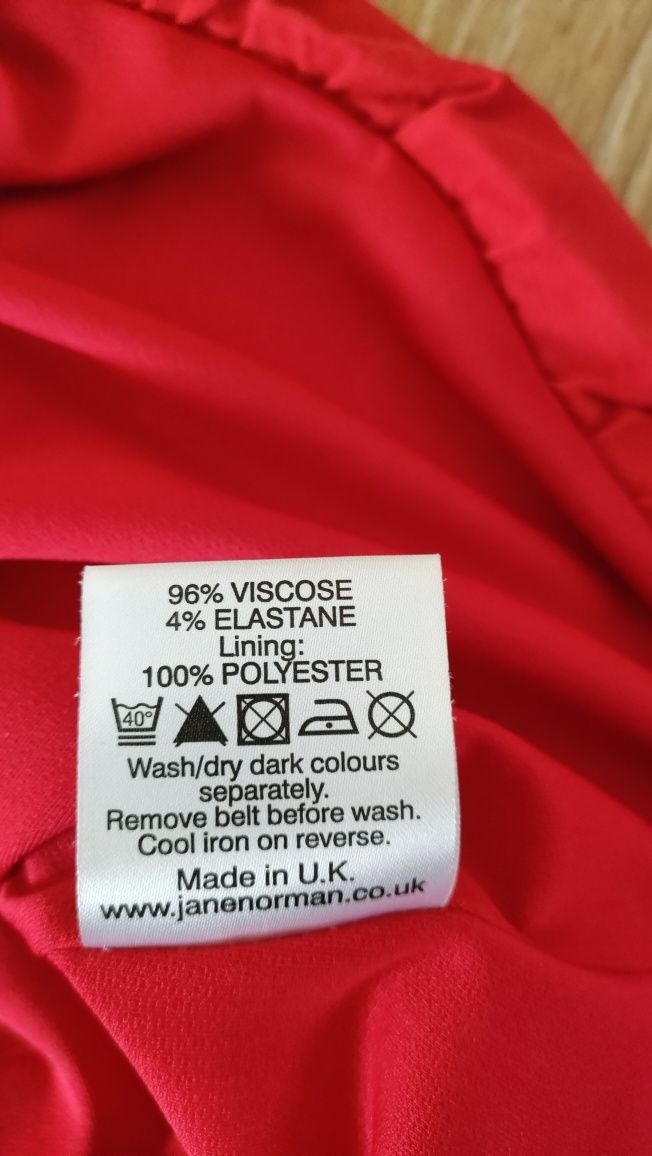 96% VISCOSE
4% ELASTANE
Lining:
100% POLYESTER
40°
Wash/dry dark colours
separately.
Remove belt before wash.
Cool iron on reverse.
Made in U.K.
www.janenorman.co.uk